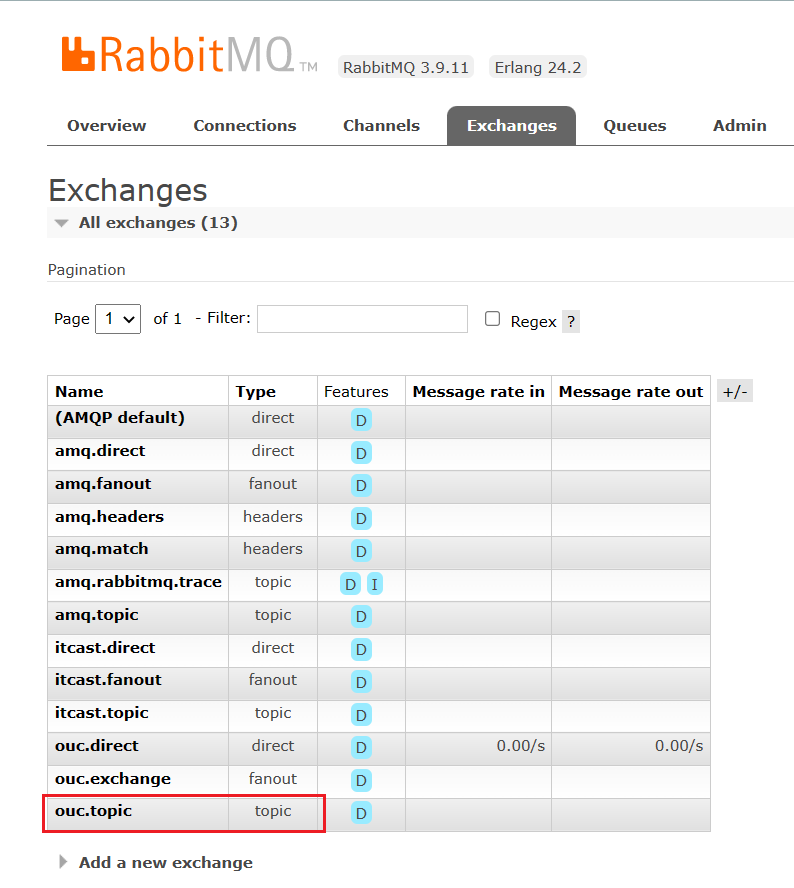 RabbitMQ TM RabbitMQ 3.9.11 Erlang 24.2
Overview Connections Channels Exchanges Queues Admin
Exchanges
All exchanges (13)
Pagination
Page 1 of 1 - Filter: Regex ?
Name Type Features Message rate in Message rate out +/-
(AMQP default) direct D
amq.direct direct D
amq.fanout fanout D
amq.headers headers D
amq.match headers D
amq.rabbitmq.trace topic D I
amq.topic topic D
itcast.direct direct D
itcast.fanout fanout D
itcast.topic topic D
ouc.direct direct D 0.00/s 0.00/s
ouc.exchange fanout D
ouc.topic topic D
Add a new exchange